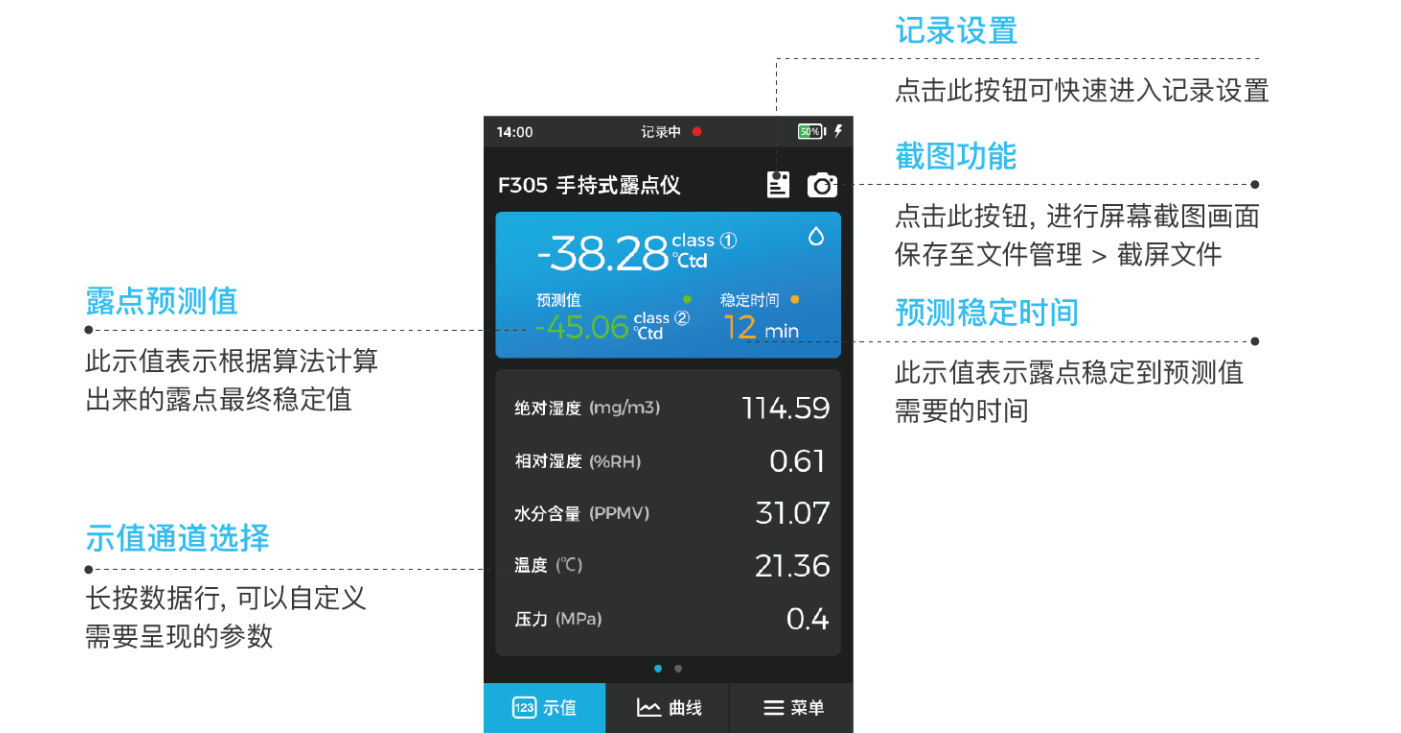 记录设置
点击此按钮可快速进入记录设置
截图功能
点击此按钮, 进行屏幕截图画面
保存至文件管理 > 截屏文件
预测稳定时间
此示值表示露点稳定到预测值
需要的时间
露点预测值
此示值表示根据算法计算
出来的露点最终稳定值
示值通道选择
长按数据行, 可以自定义
需要呈现的参数
14:00 记录中 50%
F305 手持式露点仪
-38.28 class ①
℃td
预测值 稳定时间
-45.06 class ② 12 min
℃td
绝对湿度 (mg/m3) 114.59
相对湿度 (%RH) 0.61
水分含量 (PPMV) 31.07
温度 (℃) 21.36
压力 (MPa) 0.4
123 示值 曲线 菜单